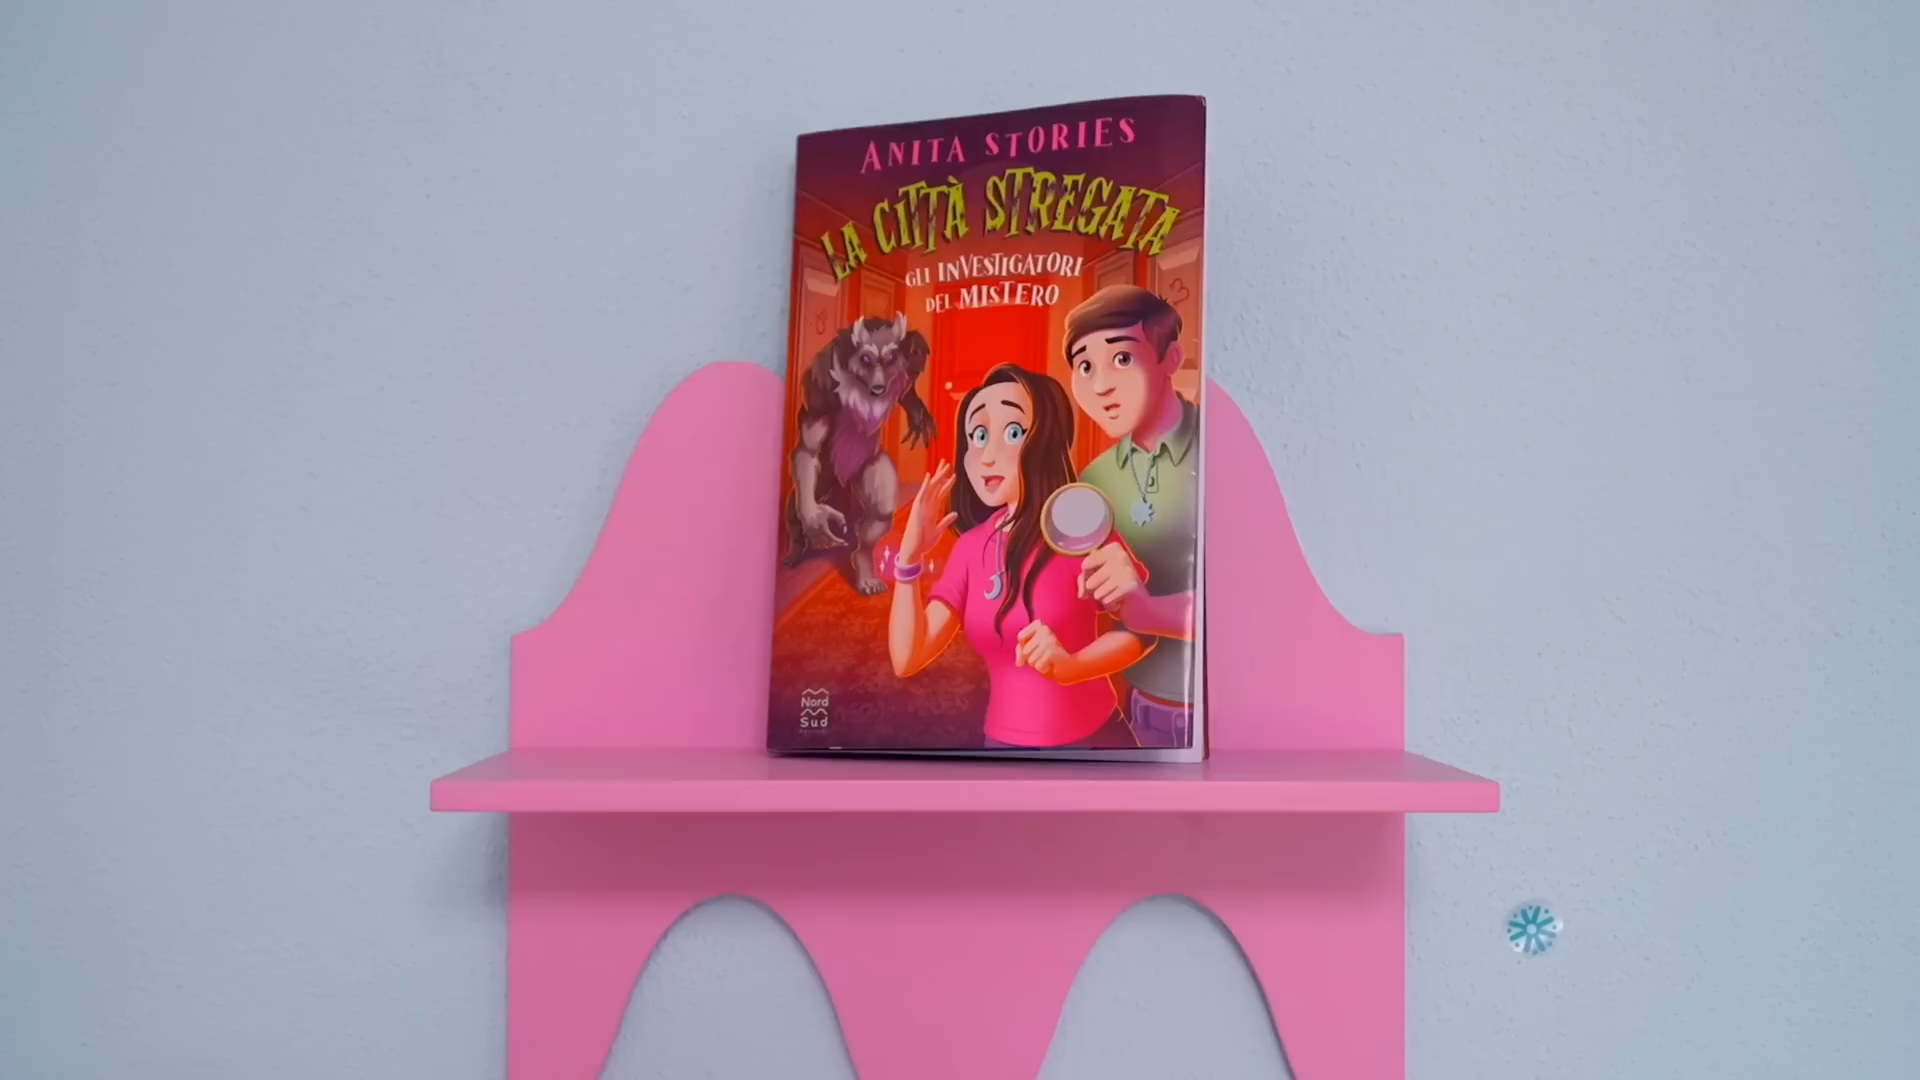 ANITA STORIES
LA CITTÀ STREGATA
GLI INVESTIGATORI
DEL MISTERO
Nord
Sud